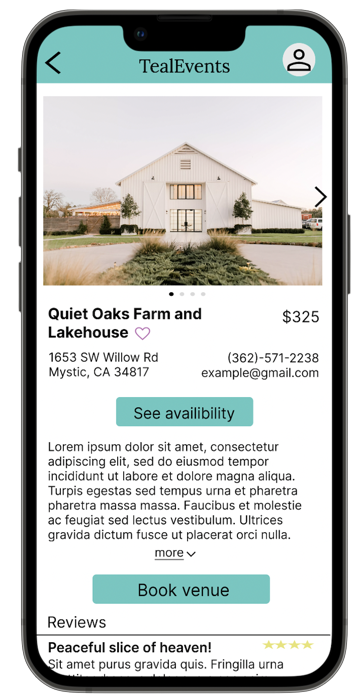 TealEvents
Quiet Oaks Farm and
Lakehouse
$325
1653 SW Willow Rd
Mystic, CA 34817
(362)-571-2238
example@gmail.com
See availibility
Lorem ipsum dolor sit amet, consectetur
adipiscing elit, sed do eiusmod tempor
incididunt ut labore et dolore magna aliqua.
Turpis egestas sed tempus urna et pharetra
pharetra massa massa. Faucibus et molestie
ac feugiat sed lectus vestibulum. Ultrices
gravida dictum fusce ut placerat orci nulla.
more
Book venue
Reviews
Peaceful slice of heaven!
Sit amet purus gravida quis. Fringilla urna